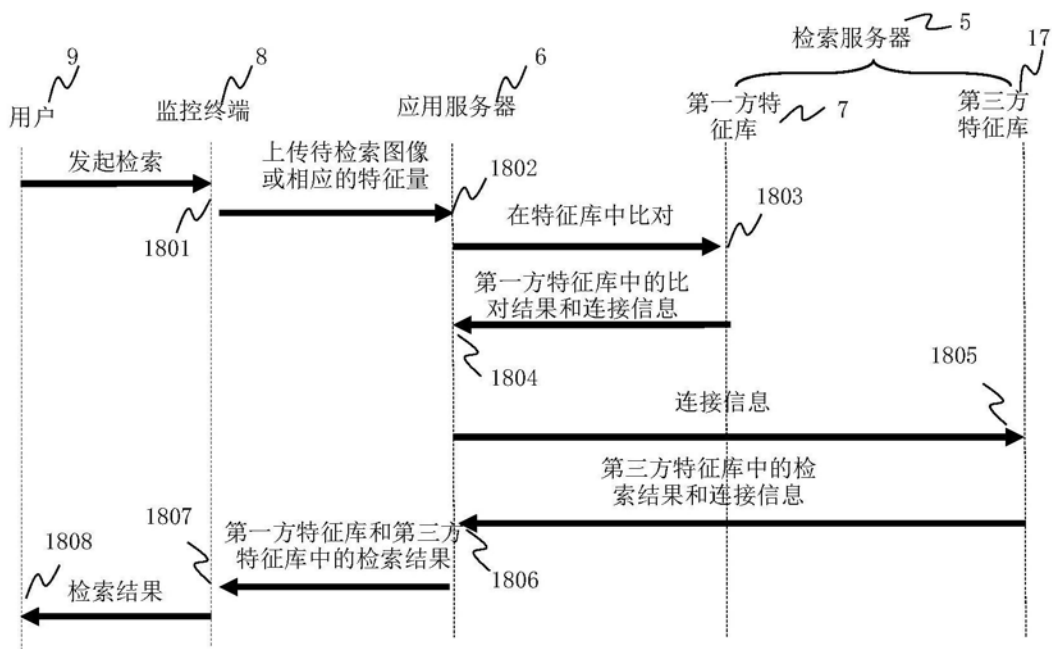 检索服务器
5
17
9
8
6
用户
监控终端
应用服务器
第一方特
征库
7
第三方
特征库
发起检索
上传待检索图像
或相应的特征量
1802
1801
在特征库中比对
1803
第一方特征库中的比
对结果和连接信息
1804
1805
连接信息
第三方特征库中的检
索结果和连接信息
1807
第一方特征库和第三方
特征库中的检索结果
1806
1808
检索结果